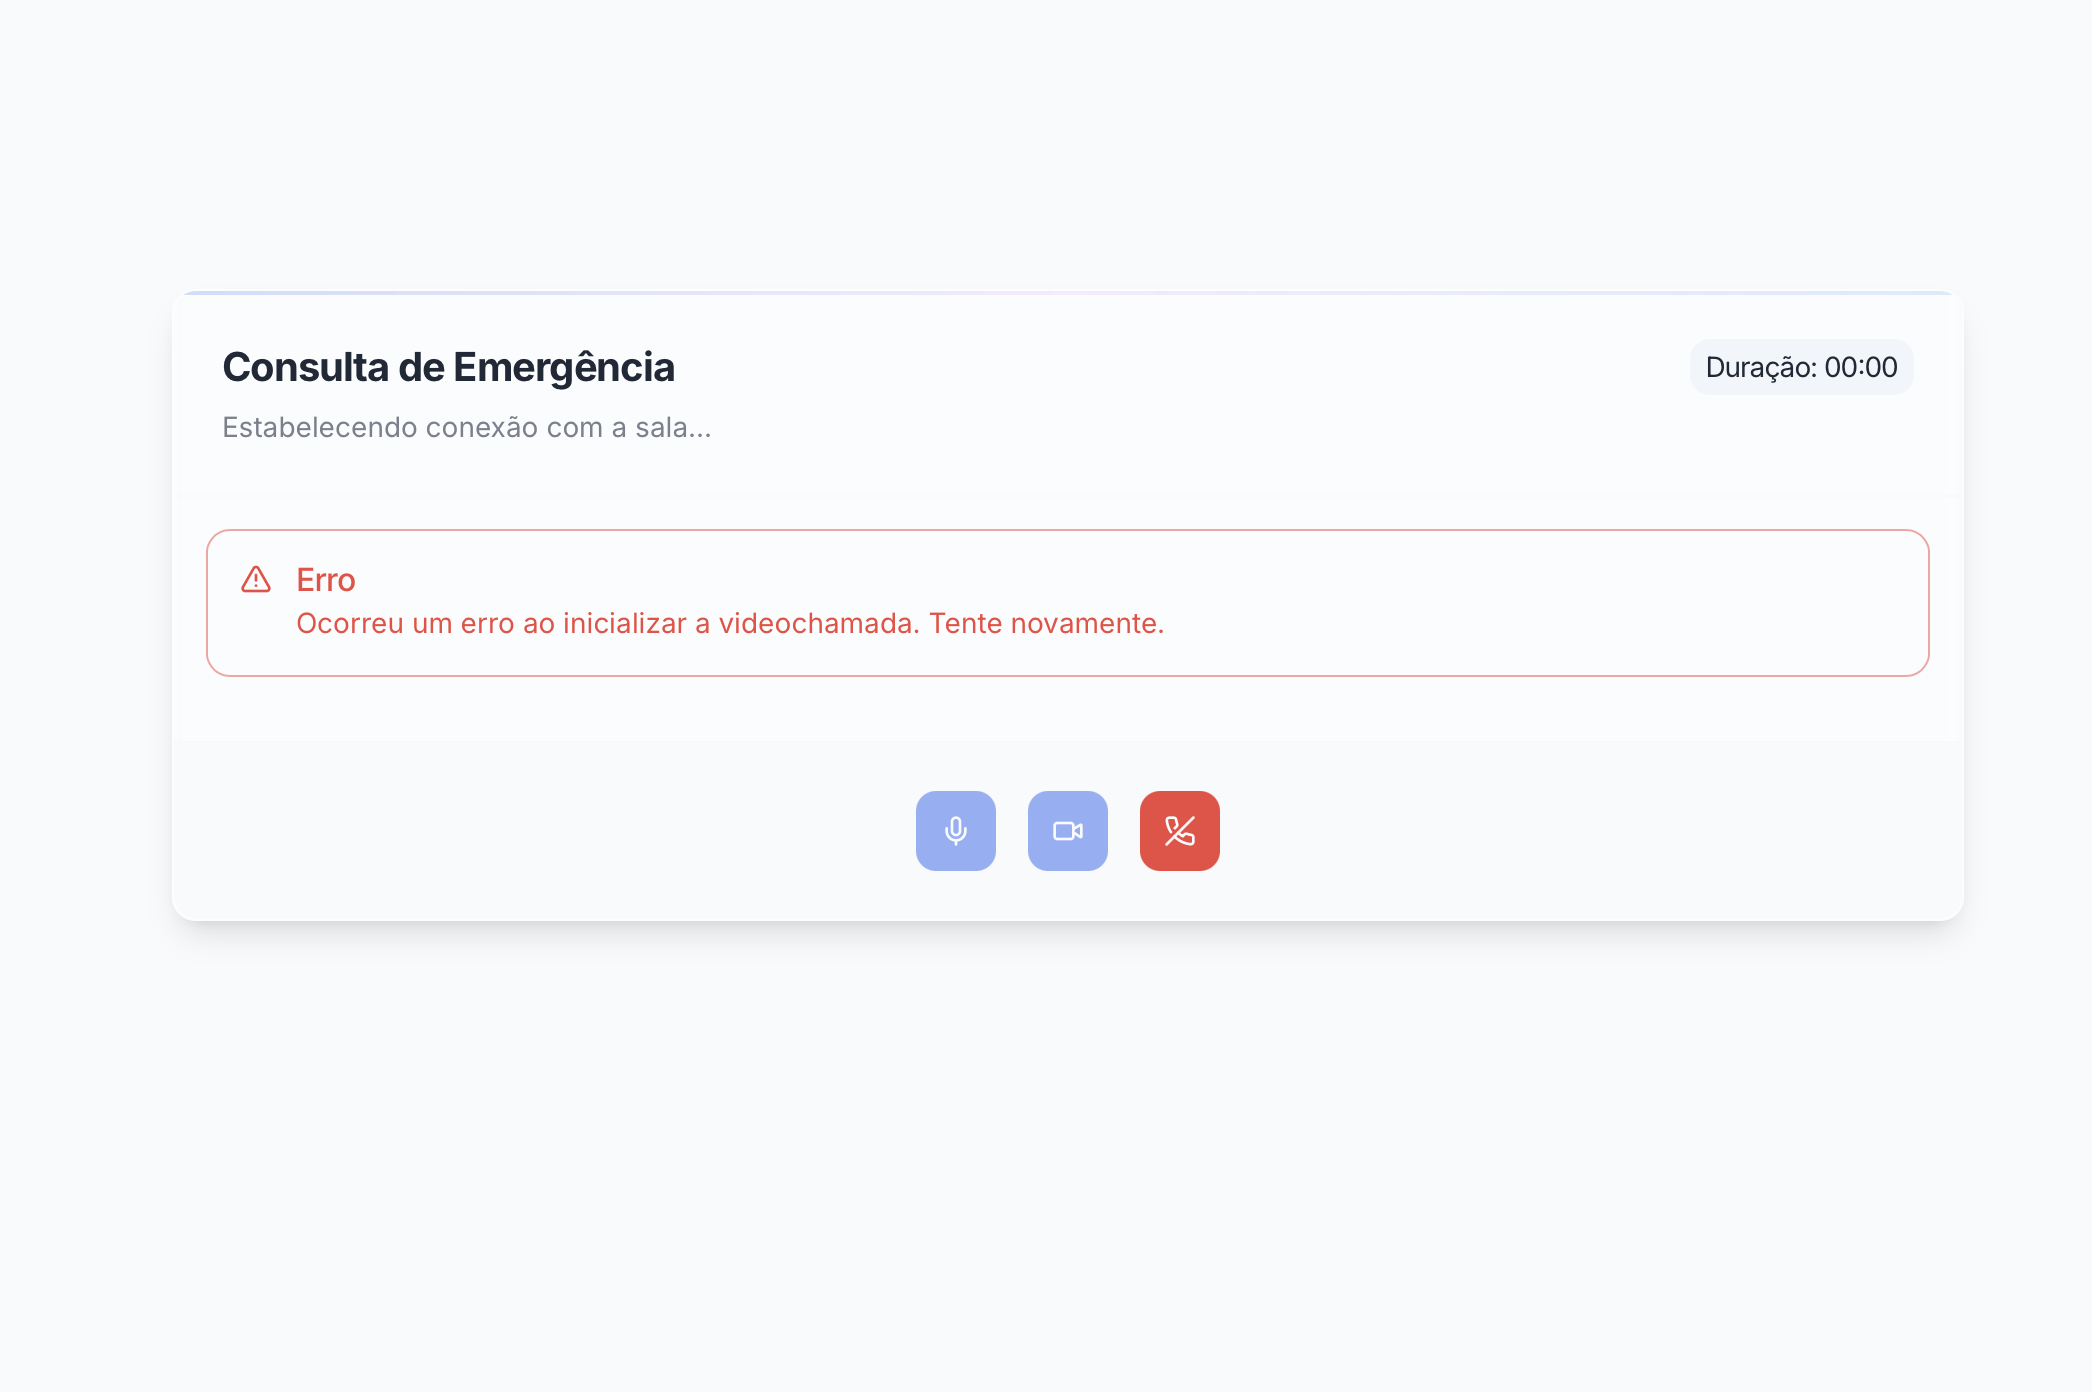 Consulta de Emergência
Duração: 00:00
Estabelecendo conexão com a sala...
Erro
Ocorreu um erro ao inicializar a videochamada. Tente novamente.